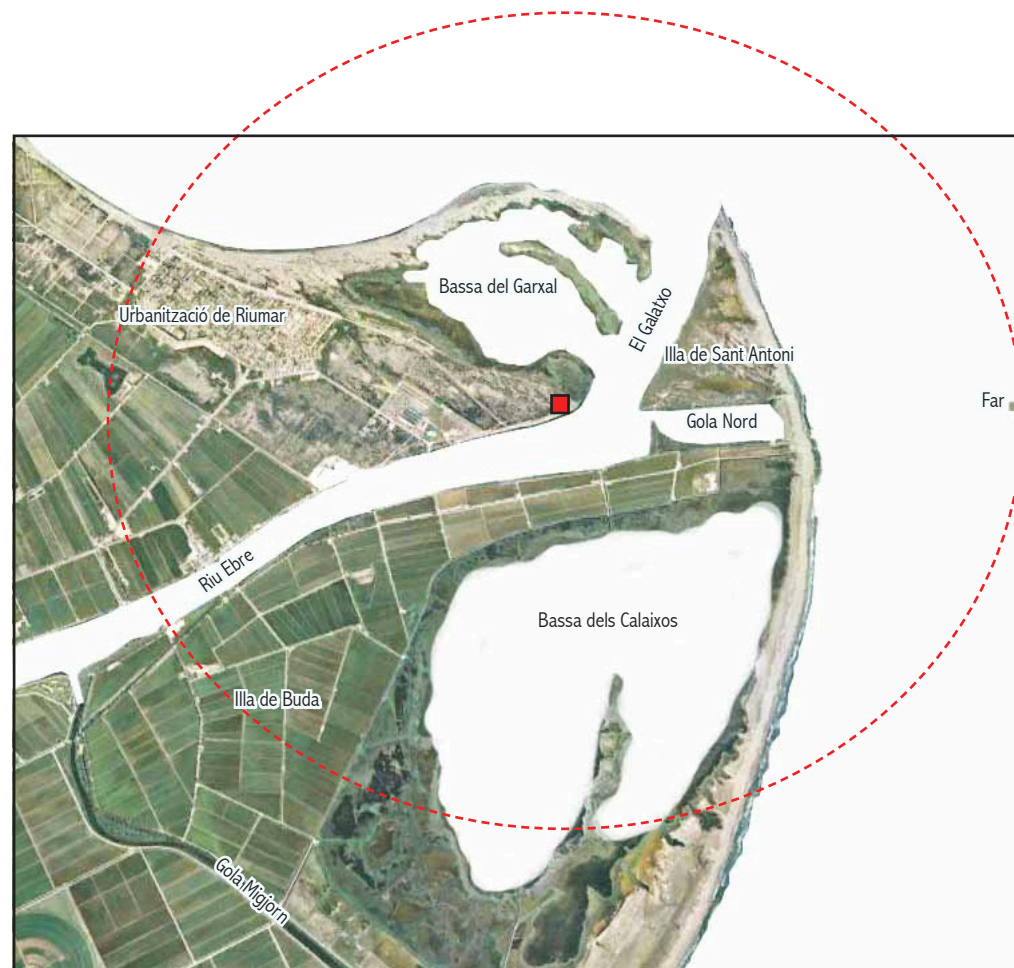 Bassa del Garxal
El Galatxo
Urbanització de Riumar
Illa de Sant Antoni
Far
Gola Nord
Riu Ebre
Bassa dels Calaixos
Illa de Buda
Gola Migjorn